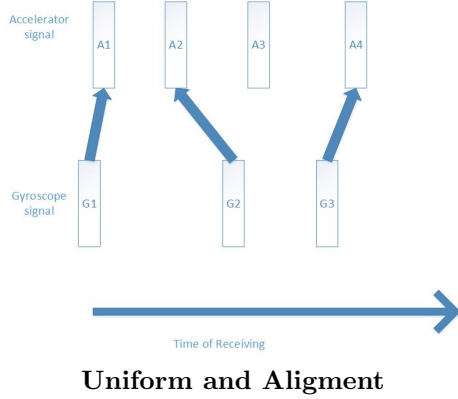 Accelerator
signal
A1 A2 A3 A4
Gyroscope
signal
G1 G2 G3
Time of Receiving
Uniform and Aligment